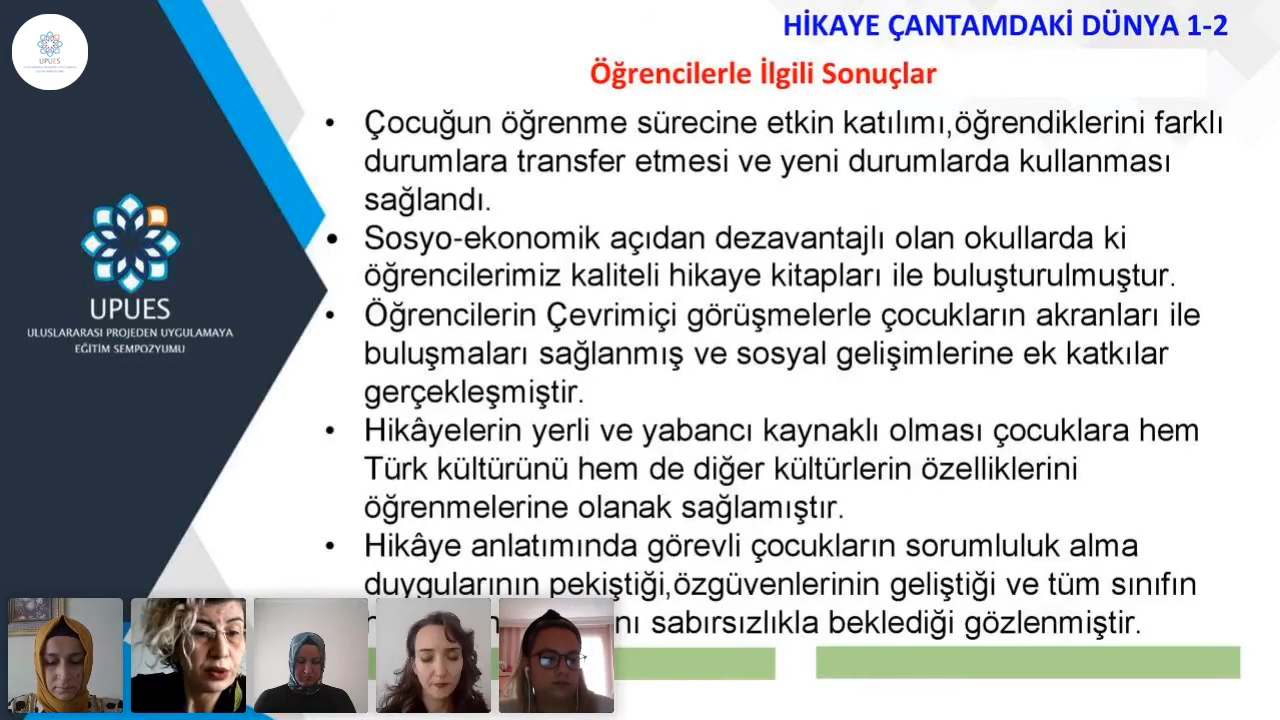 UPUES
HİKAYE ÇANTAMDAKİ DÜNYA 1-2
Öğrencilerle İlgili Sonuçlar
• Çocuğun öğrenme sürecine etkin katılımı,öğrendiklerini farklı
durumlara transfer etmesi ve yeni durumlarda kullanması
sağlandı.
• Sosyo-ekonomik açıdan dezavantajlı olan okullarda ki
öğrencilerimiz kaliteli hikaye kitapları ile buluşturulmuştur.
• Öğrencilerin Çevrimiçi görüşmelerle çocukların akranları ile
buluşmaları sağlanmış ve sosyal gelişimlerine ek katkılar
gerçekleşmiştir.
• Hikâyelerin yerli ve yabancı kaynaklı olması çocuklara hem
Türk kültürünü hem de diğer kültürlerin özelliklerini
öğrenmelerine olanak sağlamıştır.
• Hikâye anlatımında görevli çocukların sorumluluk alma
duygularının pekiştiği,özgüvenlerinin geliştiği ve tüm sınıfın
sabırsızlıkla beklediği gözlenmiştir.
UPUES
ULUSLARARASI PROJEDEN UYGULAMAYA
EĞİTİM SEMPOZYUMU